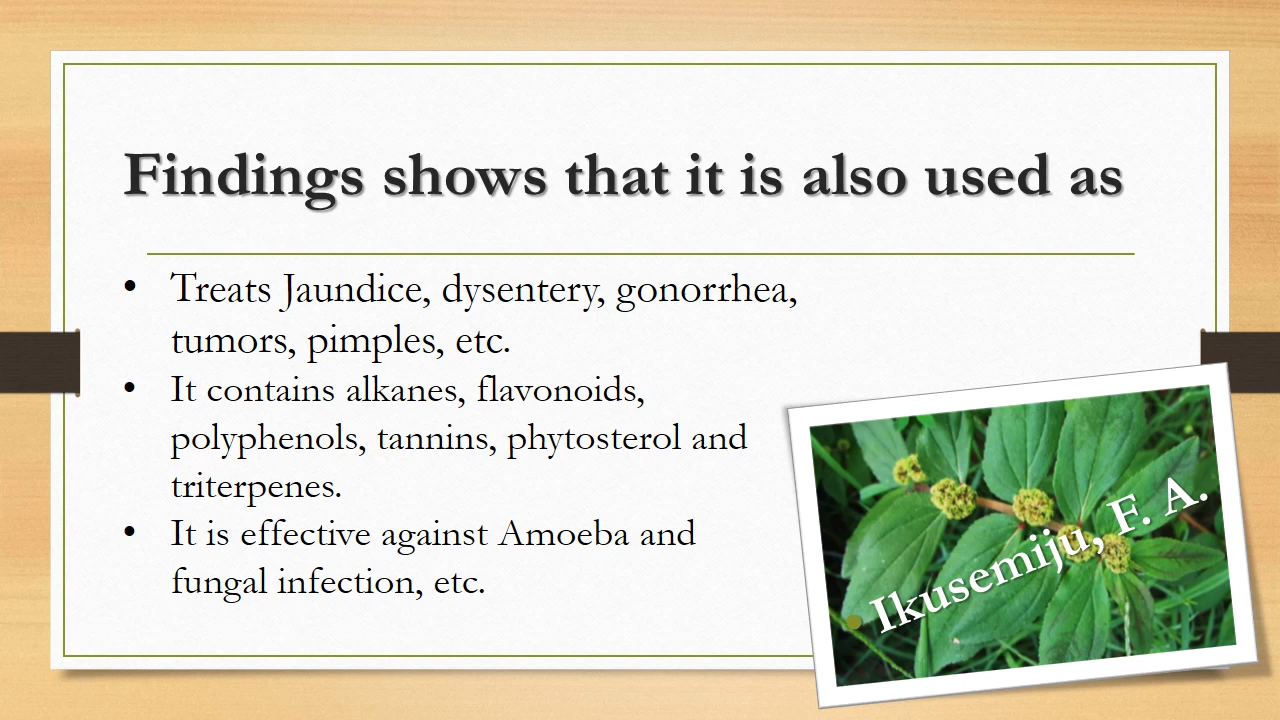 Findings shows that it is also used as
• Treats Jaundice, dysentery, gonorrhea,
tumors, pimples, etc.
• It contains alkanes, flavonoids,
polyphenols, tannins, phytosterol and
triterpenes.
• It is effective against Amoeba and
fungal infection, etc.
• Ikusemiju, F. A.